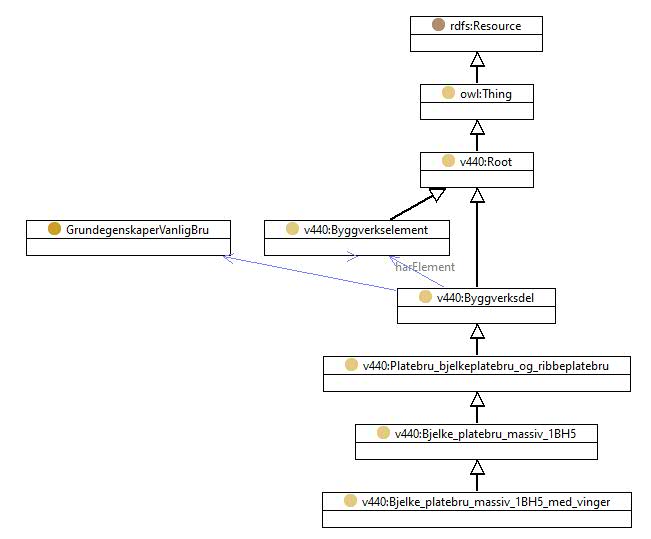 rdfs:Resource
owl:Thing
v440:Root
GrundegenskaperVanligBru
v440:Byggverkselement
harElement
v440:Byggverksdel
v440:Platebru_bjelkeplatebru_og_ribbeplatebru
v440:Bjelke_platebru_massiv_1BH5
v440:Bjelke_platebru_massiv_1BH5_med_vinger